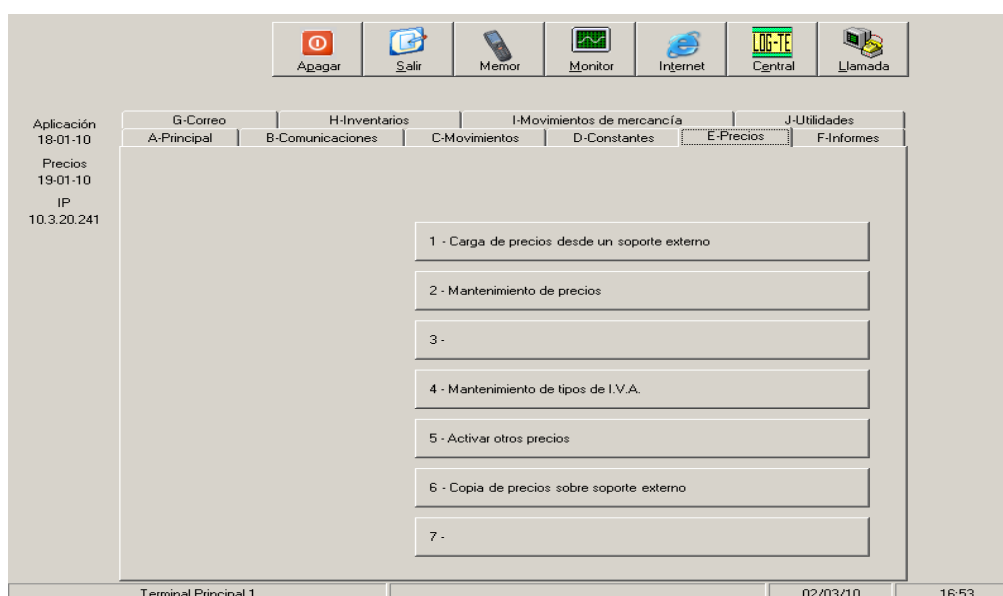 Apagar
Salir
Memor
Monitor
Internet
LOG-TE
Central
Llamada
Aplicación
18-01-10
Precios
19-01-10
IP
10.3.20.241
G-Correo
H-Inventarios
I-Movimientos de mercancía
J-Utilidades
A-Principal
B-Comunicaciones
C-Movimientos
D-Constantes
E-Precios
F-Informes
1 - Carga de precios desde un soporte externo
2 - Mantenimiento de precios
3 -
4 - Mantenimiento de tipos de I.V.A.
5 - Activar otros precios
6 - Copia de precios sobre soporte externo
7 -
Terminal Principal 1
02/03/10
16:53